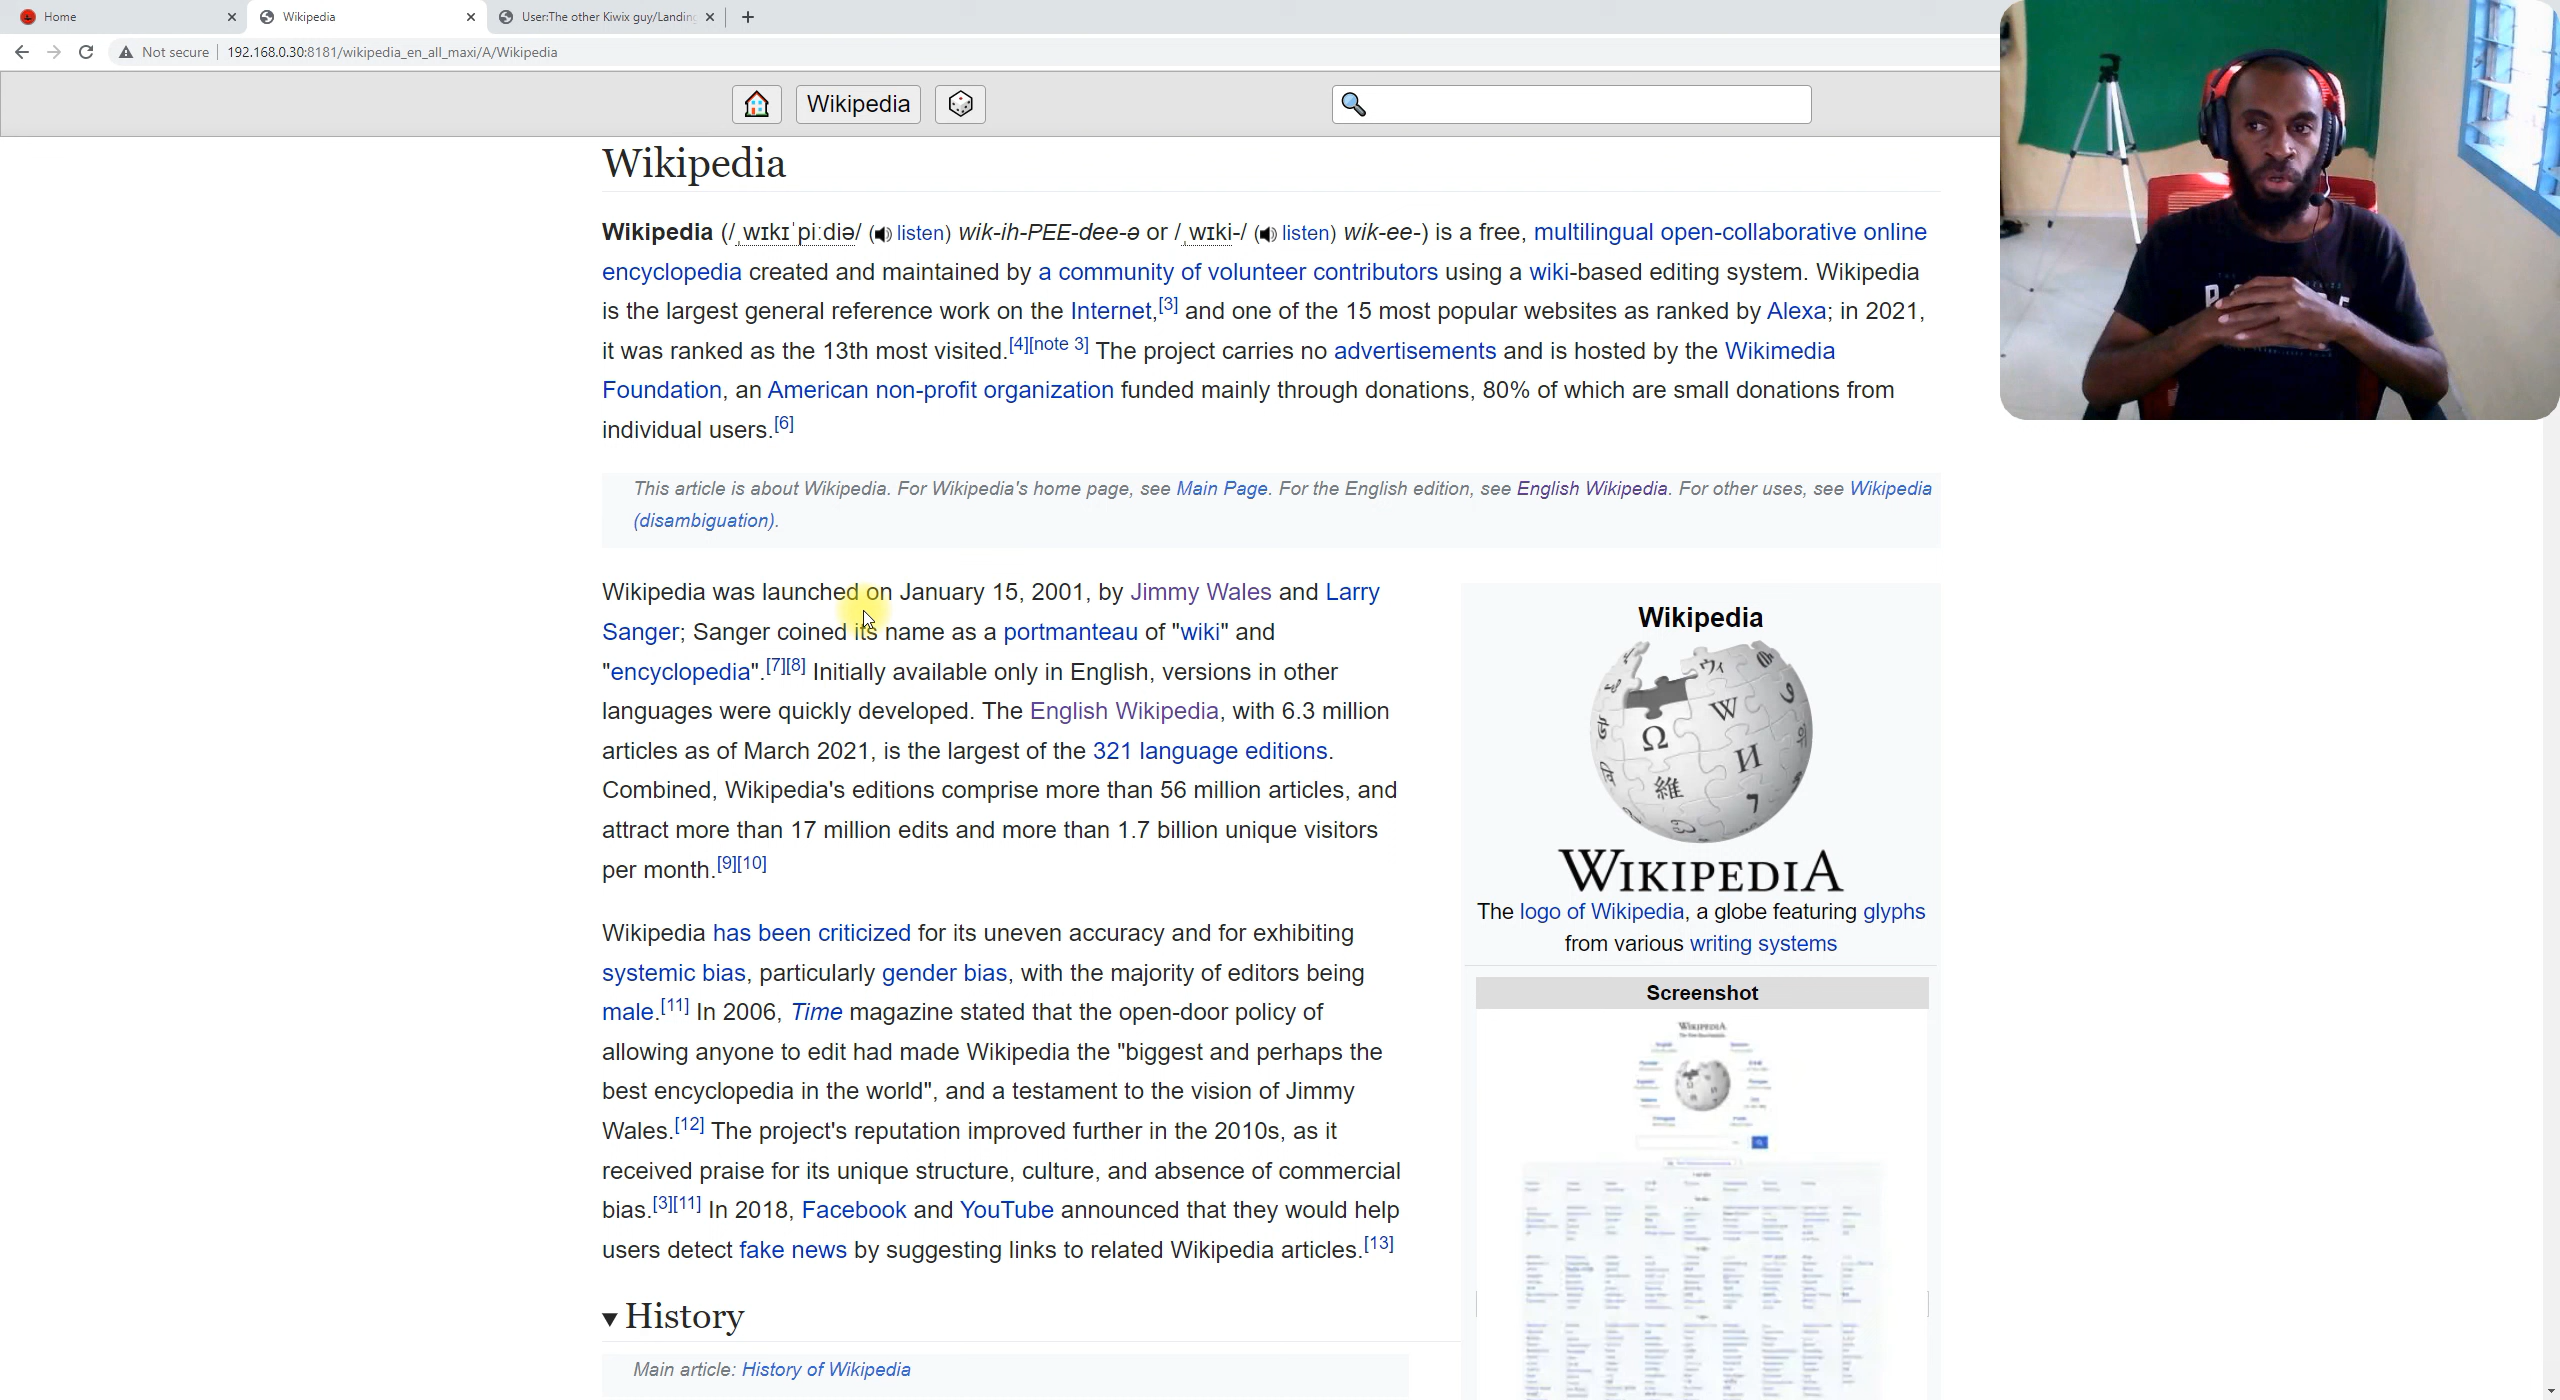 Home
Wikipedia
User:The other Kiwix guy/Landin
Not secure
192.168.0.30:8181/wikipedia_en_all_maxi/A/Wikipedia
Wikipedia
Wikipedia
Wikipedia (/ˌwɪkɪˈpiːdiə/ (listen) wik-ih-PEE-dee-ə or /ˌwɪki-/ (listen) wik-ee-) is a free, multilingual open-collaborative online
encyclopedia created and maintained by a community of volunteer contributors using a wiki-based editing system. Wikipedia
is the largest general reference work on the Internet,[3] and one of the 15 most popular websites as ranked by Alexa; in 2021,
it was ranked as the 13th most visited.[4][note 3] The project carries no advertisements and is hosted by the Wikimedia
Foundation, an American non-profit organization funded mainly through donations, 80% of which are small donations from
individual users.[6]
This article is about Wikipedia. For Wikipedia's home page, see Main Page. For the English edition, see English Wikipedia. For other uses, see Wikipedia
(disambiguation).
Wikipedia was launched on January 15, 2001, by Jimmy Wales and Larry
Sanger; Sanger coined its name as a portmanteau of "wiki" and
"encyclopedia".[7][8] Initially available only in English, versions in other
languages were quickly developed. The English Wikipedia, with 6.3 million
articles as of March 2021, is the largest of the 321 language editions.
Combined, Wikipedia's editions comprise more than 56 million articles, and
attract more than 17 million edits and more than 1.7 billion unique visitors
per month.[9][10]
Wikipedia has been criticized for its uneven accuracy and for exhibiting
systemic bias, particularly gender bias, with the majority of editors being
male.[11] In 2006, Time magazine stated that the open-door policy of
allowing anyone to edit had made Wikipedia the "biggest and perhaps the
best encyclopedia in the world", and a testament to the vision of Jimmy
Wales.[12] The project's reputation improved further in the 2010s, as it
received praise for its unique structure, culture, and absence of commercial
bias.[3][11] In 2018, Facebook and YouTube announced that they would help
users detect fake news by suggesting links to related Wikipedia articles.[13]
History
Main article: History of Wikipedia
Wikipedia
Ω W И 維
WIKIPEDIA
The logo of Wikipedia, a globe featuring glyphs
from various writing systems
Screenshot
WIKIPEDIA